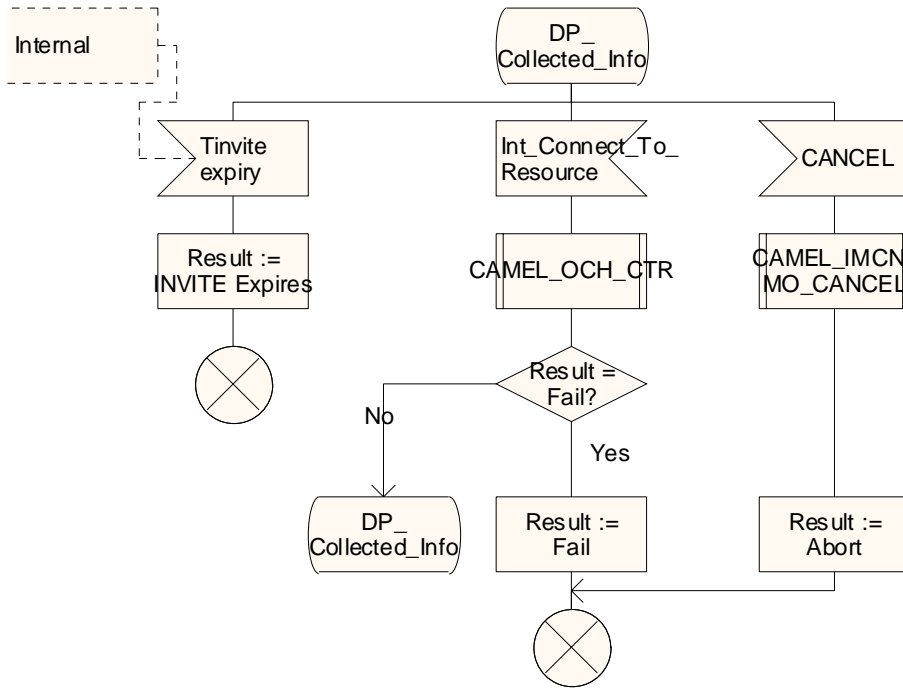 Internal
DP_
Collected_Info
Tinvite
expiry
Int_Connect_To_
Resource
CANCEL
Result :=
INVITE Expires
CAMEL_OCH_CTR
CAMEL_IMCN
MO_CANCEL
Result =
Fail?
No
Yes
DP_
Collected_Info
Result :=
Fail
Result :=
Abort